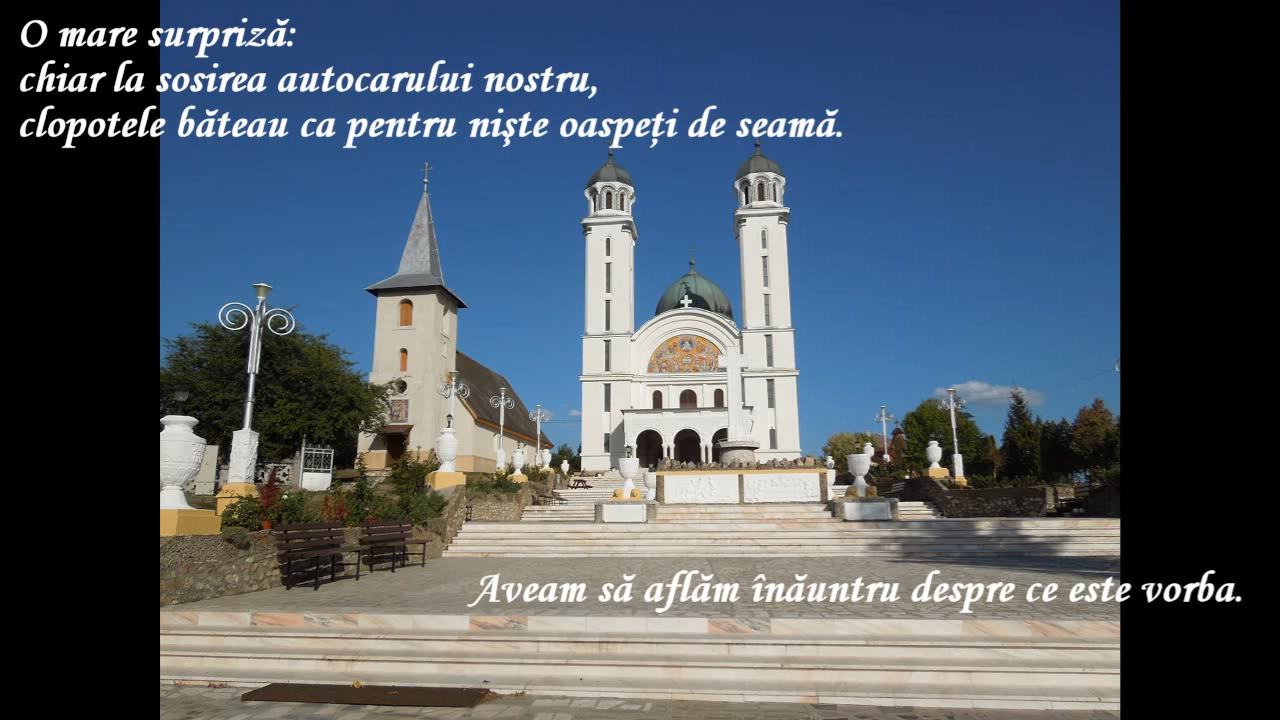 O mare surpriză:
chiar la sosirea autocarului nostru,
clopotele băteau ca pentru nişte oaspeți de seamă.
Aveam să aflăm înăuntru despre ce este vorba.